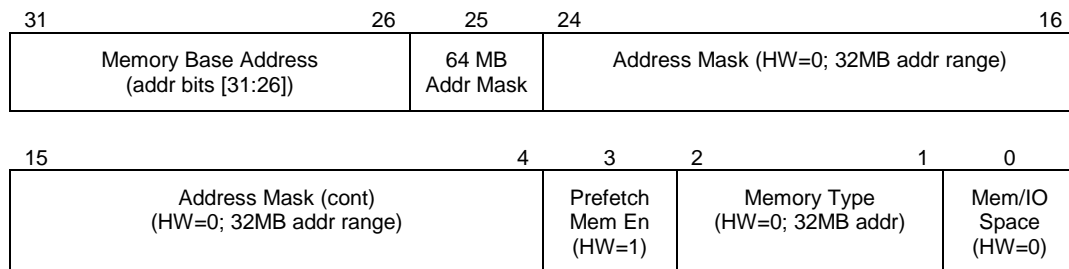 31 26 25 24 16
Memory Base Address
(addr bits [31:26])
64 MB
Addr Mask
Address Mask (HW=0; 32MB addr range)
15 4 3 2 1 0
Address Mask (cont)
(HW=0; 32MB addr range)
Prefetch
Mem En
(HW=1)
Memory Type
(HW=0; 32MB addr)
Mem/IO
Space
(HW=0)